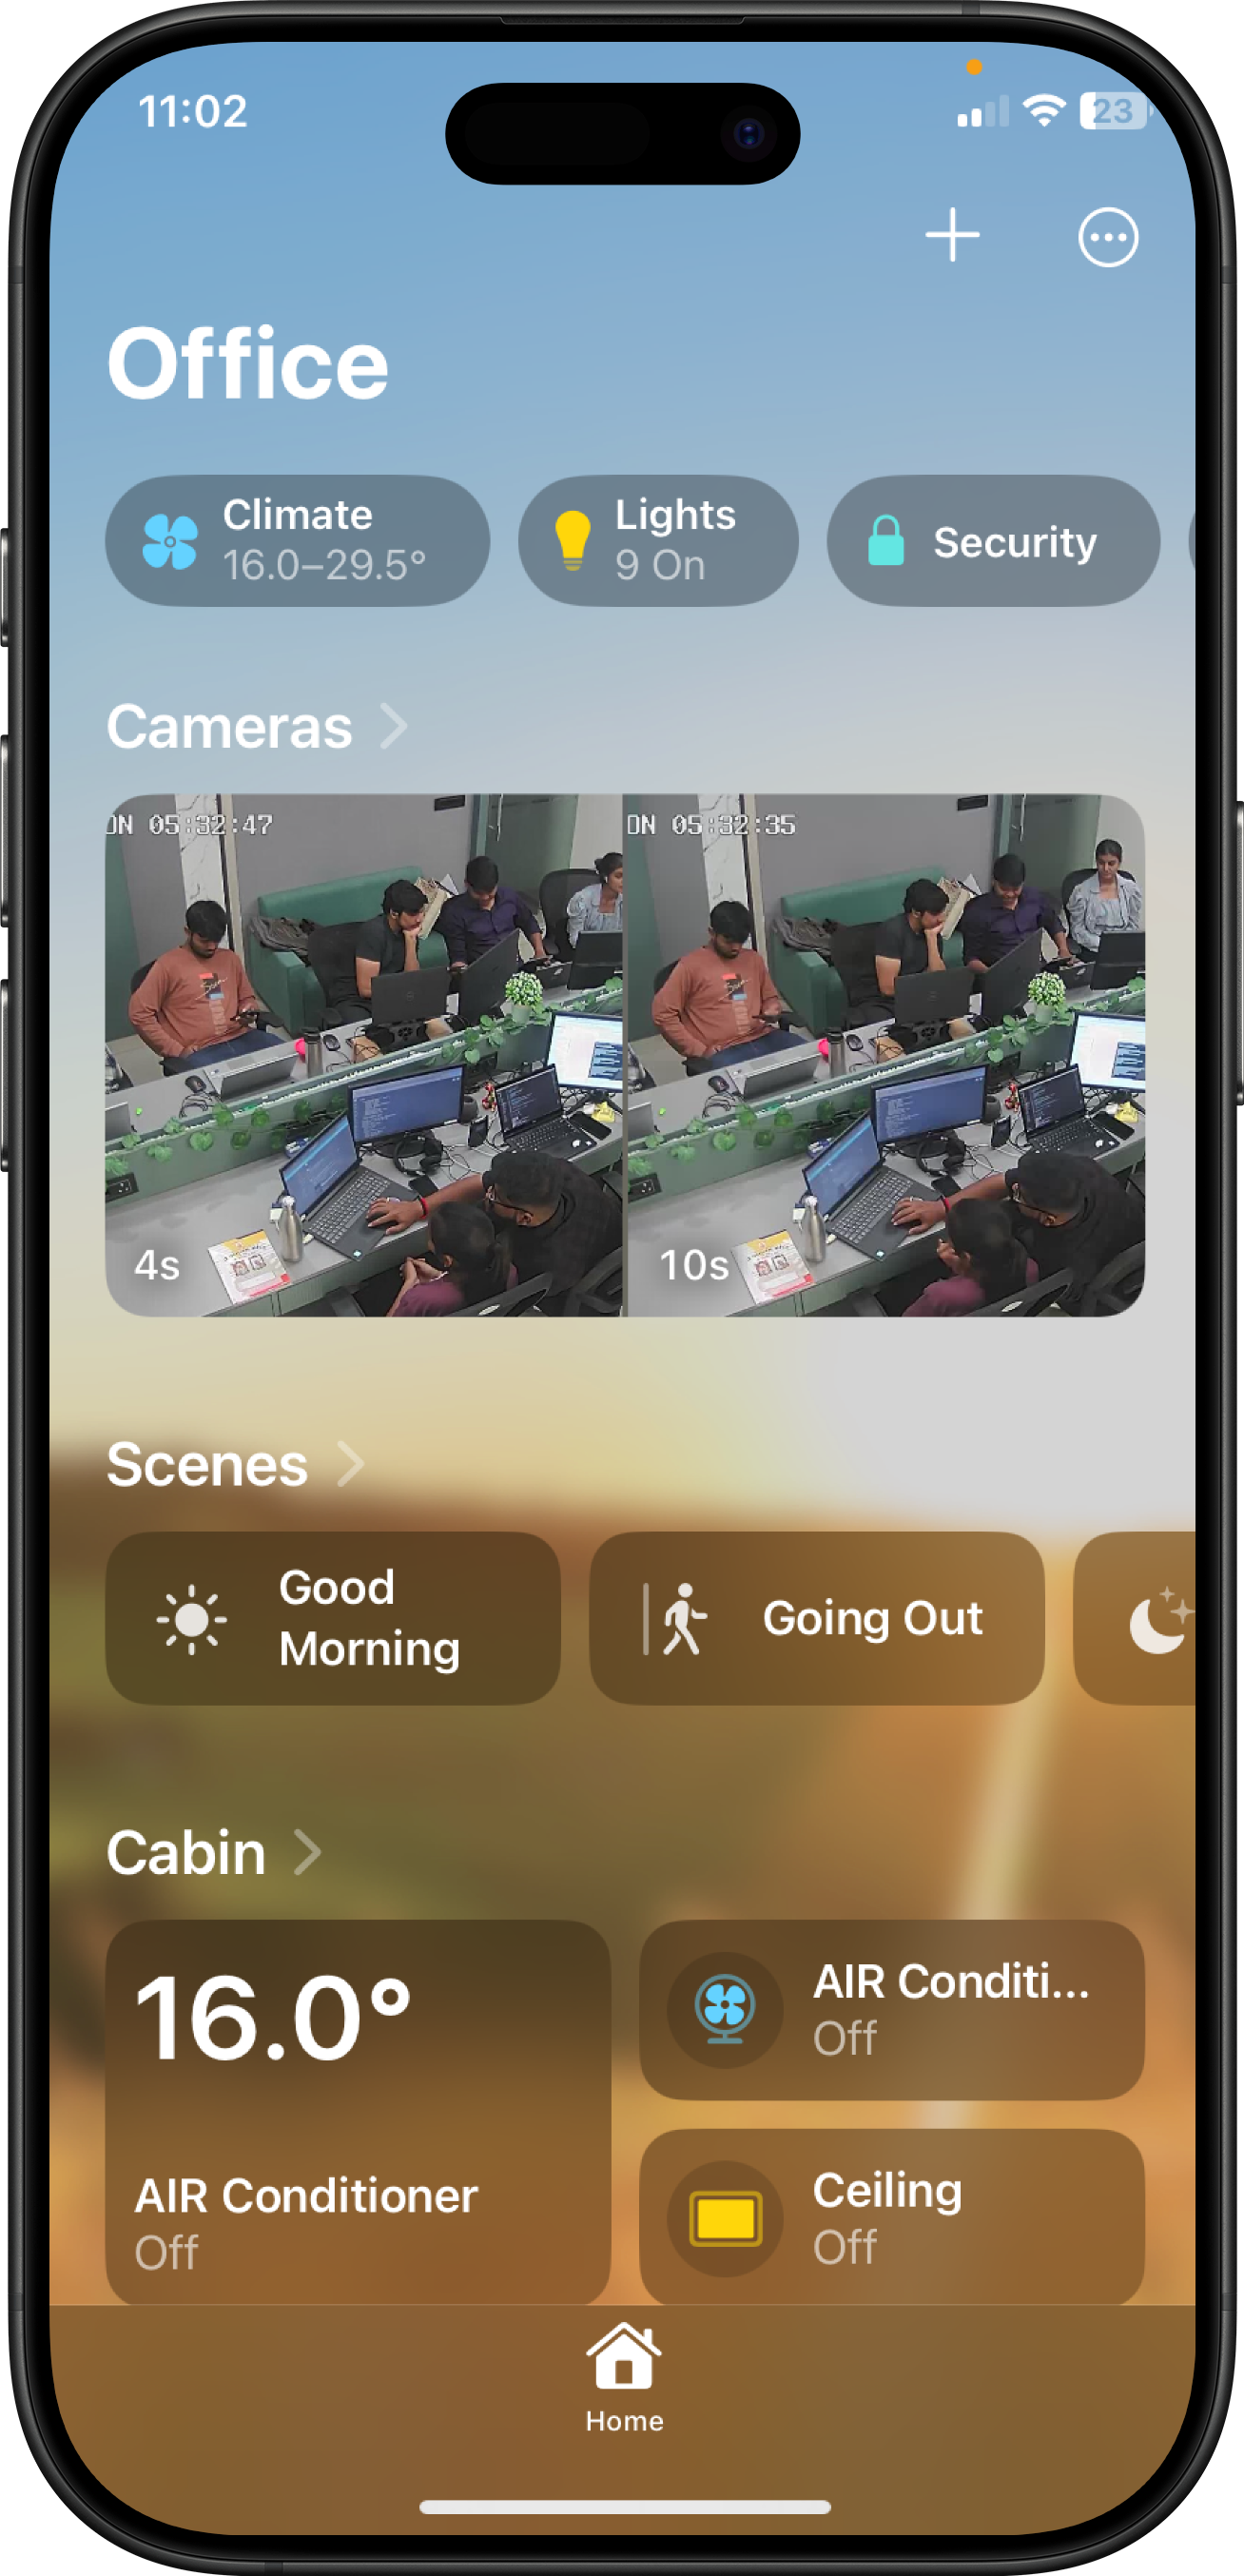 11:02
23
Office
Climate
16.0–29.5°
Lights
9 On
Security
Cameras
ON 05:32:47
ON 05:32:35
4s
10s
Scenes
Good
Morning
Going Out
Cabin
16.0°
AIR Conditioner
Off
AIR Conditi...
Off
Ceiling
Off
Home